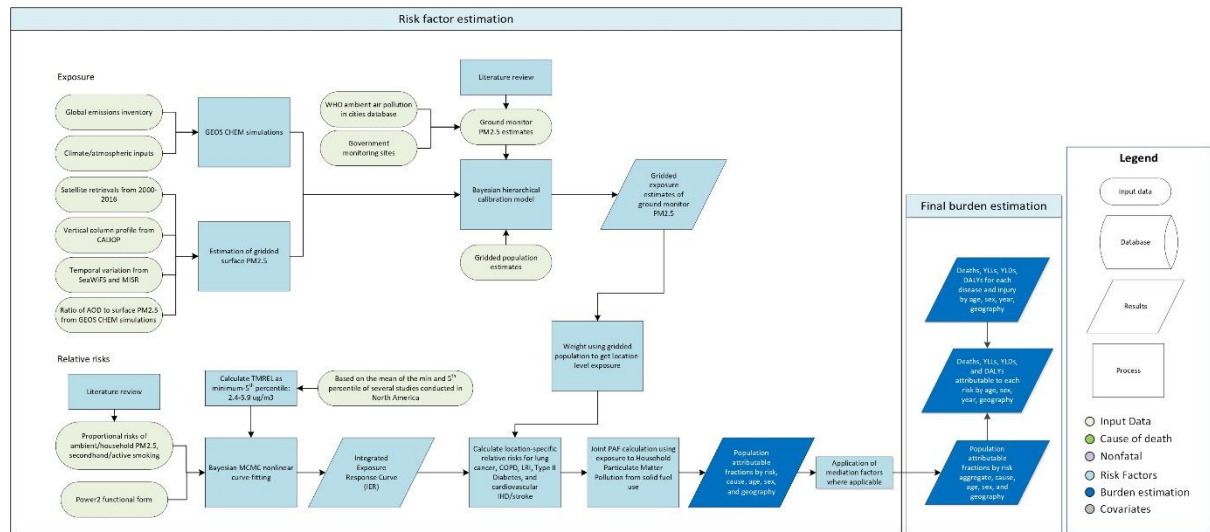 Risk factor estimation
Exposure
Global emissions inventory
Climate/atmospheric inputs
GEOS CHEM simulations
Satellite retrievals from 2000-
2016
Vertical column profile from
CALIOP
Temporal variation from
SeaWiFS and MISR
Ratio of AOD to surface PM2.5
from GEOS CHEM simulations
Estimation of gridded
surface PM2.5
WHO ambient air pollution
in cities database
Government
monitoring sites
Literature review
Ground monitor
PM2.5 estimates
Bayesian hierarchical
calibration model
Gridded population
estimates
Gridded
exposure
estimates of
ground monitor
PM2.5
Weight using gridded
population to get location-
level exposure
Relative risks
Literature review
Proportional risks of
ambient/household PM2.5,
secondhand/active smoking
Power2 functional form
Calculate TMREL as
minimum-5th percentile:
2.4-5.9 ug/m3
Based on the mean of the min and 5th
percentile of several studies conducted in
North America
Bayesian MCMC nonlinear
curve-fitting
Integrated
Exposure
Response Curve
(IER)
Calculate location-specific
relative risks for lung
cancer, COPD, LRI, Type II
Diabetes, and
cardiovascular
IHD/stroke
Joint PAF calculation using
exposure to Household
Particulate Matter
Pollution from solid fuel
use
Population
attributable
fractions by risk,
cause, age, sex,
and geography
Application of
mediation factors
where applicable
Final burden estimation
Deaths, YLLs, YLDs,
DALYs for each
disease and injury
by age, sex, year,
geography
Deaths, YLLs, YLDs,
and DALYs
attributable to each
risk by age, sex,
year, geography
Population
attributable
fractions by risk
aggregate, cause,
age, sex, and
geography
Legend
Input data
Database
Results
Process
Input Data
Cause of death
Nonfatal
Risk Factors
Burden estimation
Covariates